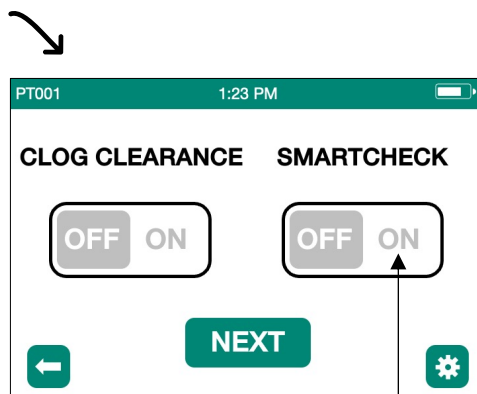 PT001 1:23 PM
CLOG CLEARANCE SMARTCHECK
OFF ON OFF ON
NEXT